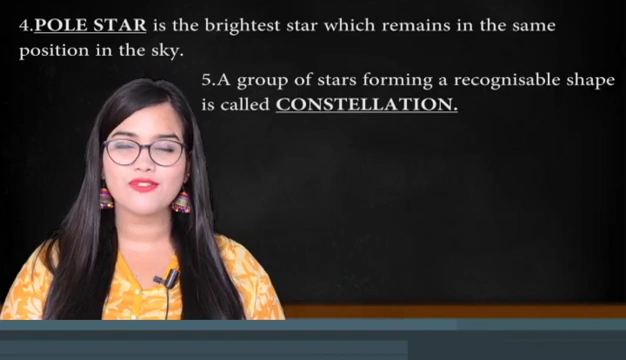 4.POLE STAR is the brightest star which remains in the same
position in the sky.
5.A group of stars forming a recognisable shape
is called CONSTELLATION.